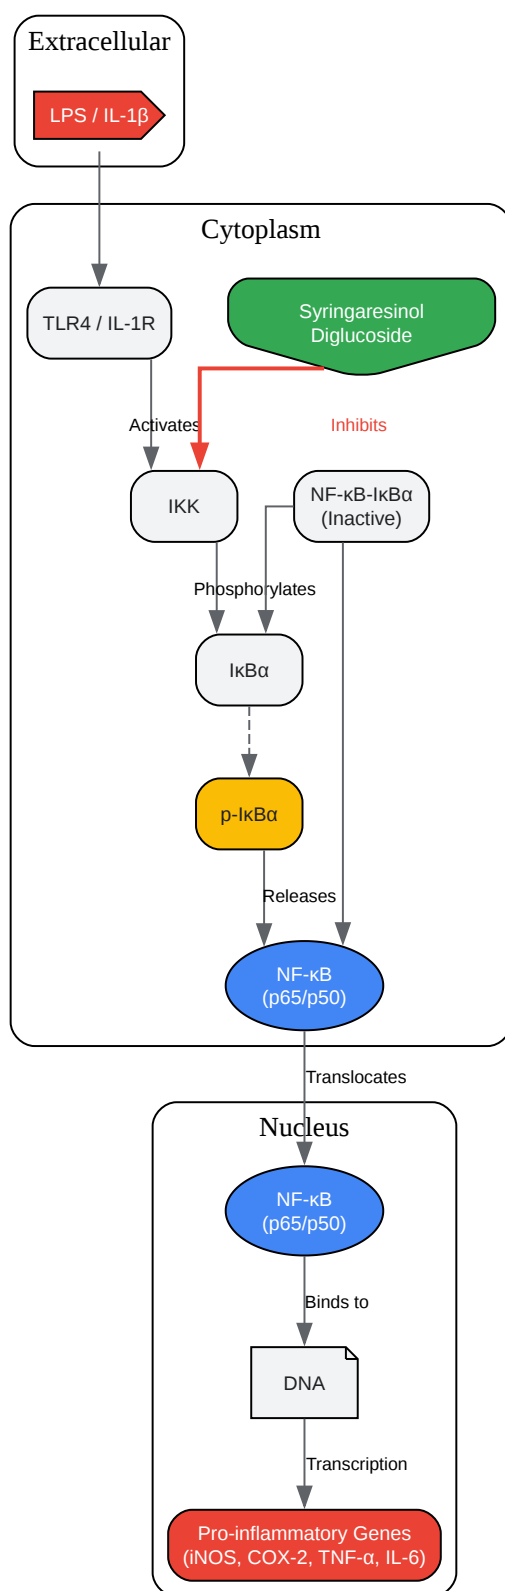 Extracellular
LPS / IL-1β
Cytoplasm
TLR4 / IL-1R
Syringaresinol
Diglucoside
Activates
Inhibits
IKK
NF-κB-IκBα
(Inactive)
Phosphorylates
IκBα
p-IκBα
Releases
NF-κB
(p65/p50)
Translocates
Nucleus
NF-κB
(p65/p50)
Binds to
DNA
Transcription
Pro-inflammatory Genes
(iNOS, COX-2, TNF-α, IL-6)